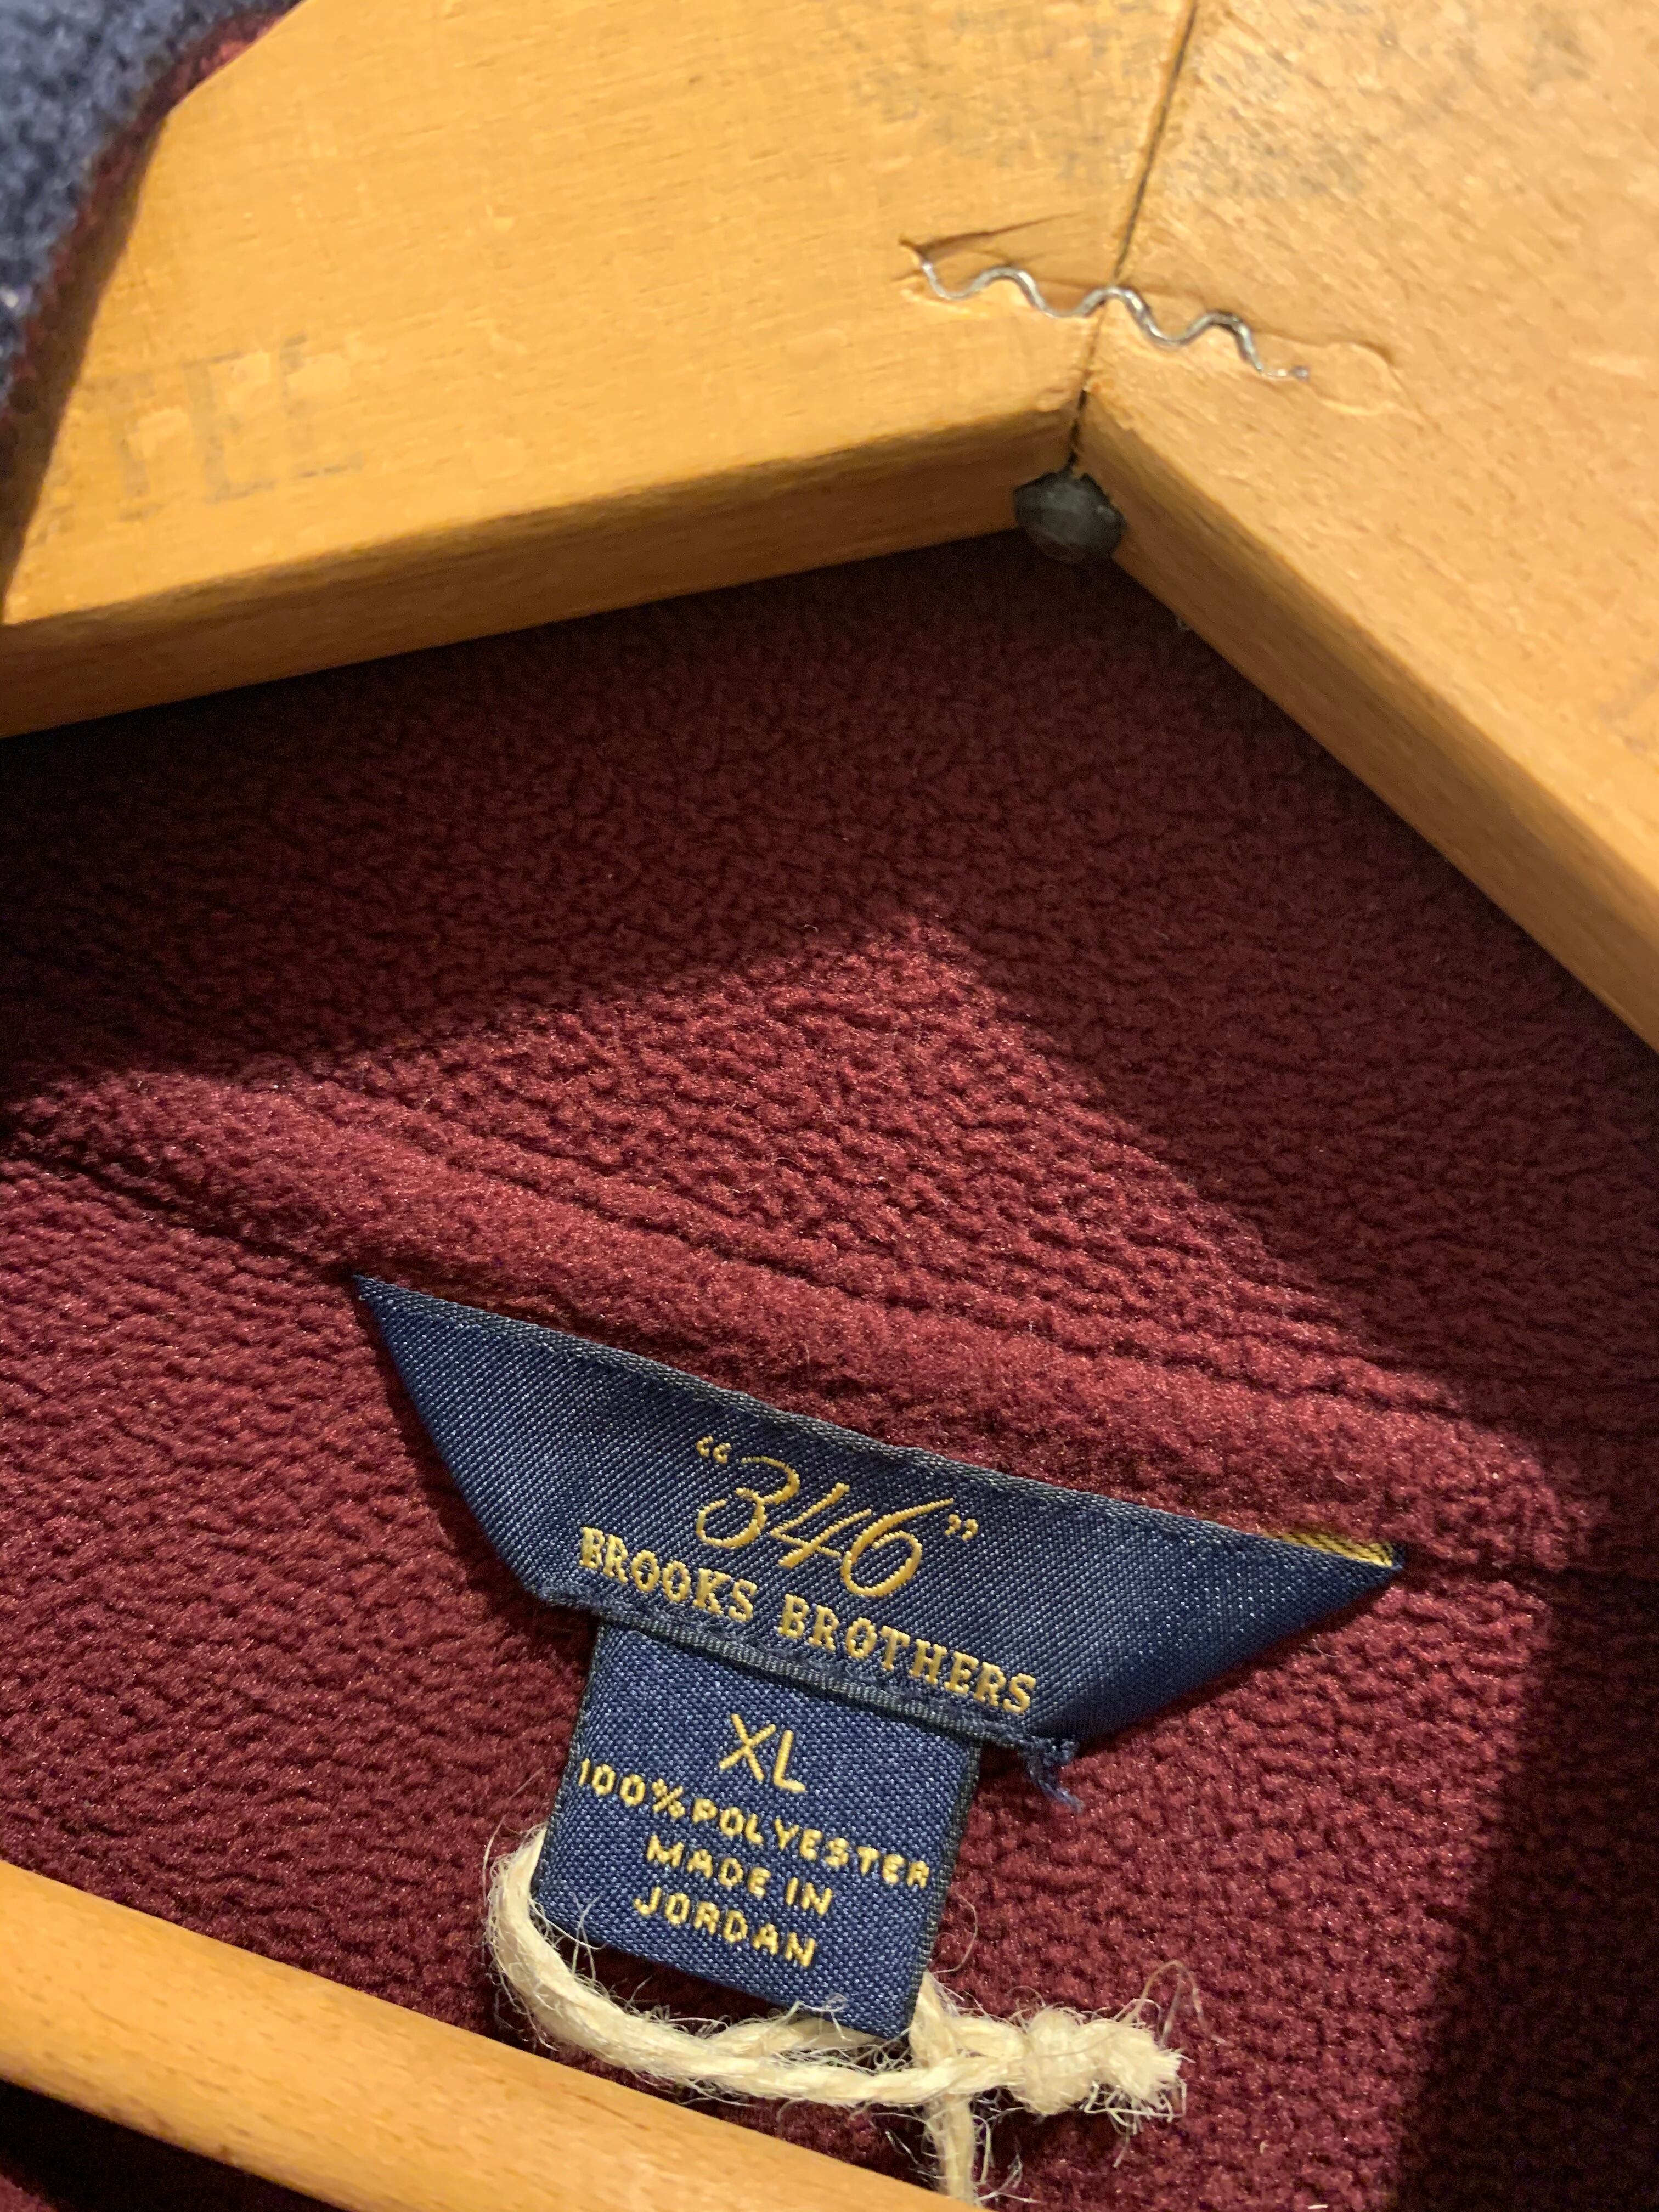 “346”
BROOKS BROTHERS
XL
100% POLYESTER
MADE IN
JORDAN